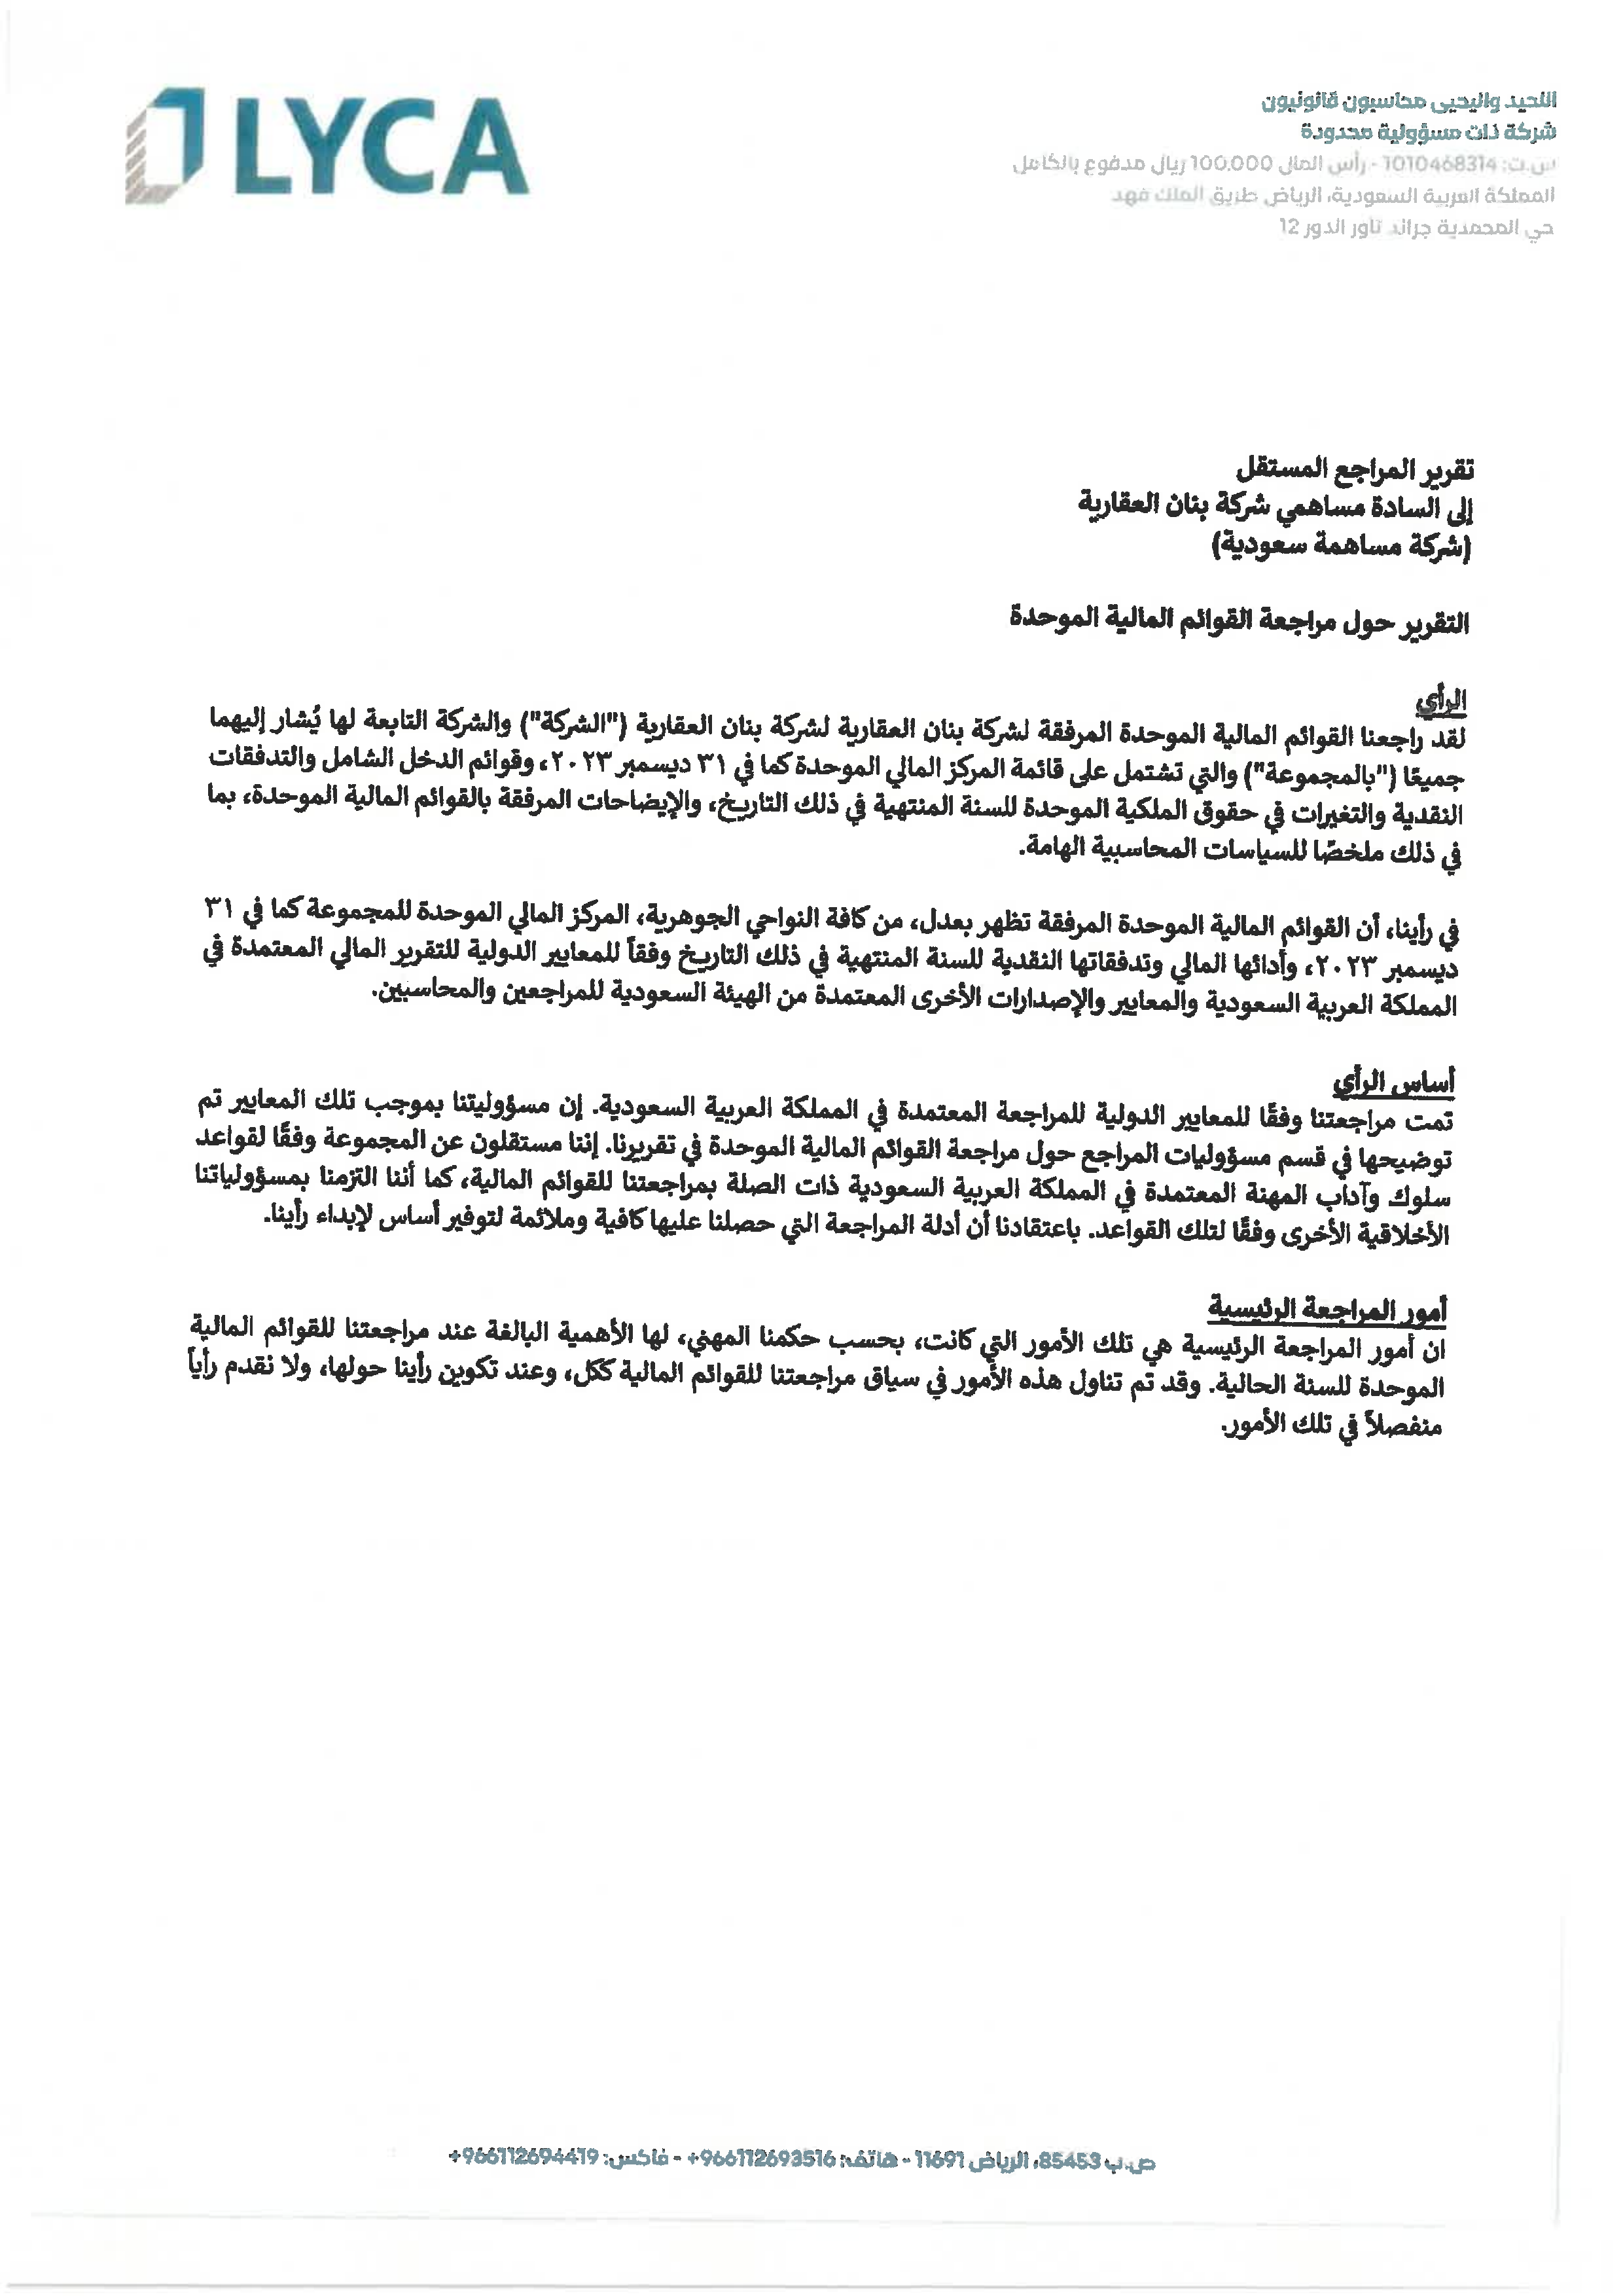 LYCA
اللحيد واليحيى محاسبون قانونيون
شركة ذات مسؤولية محدودة
س.ت: 1010468314 - رأس المال 100,000 ريال مدفوع بالكامل
المملكة العربية السعودية، الرياض طريق الملك فهد
حي المحمدية جراند تاور الدور 12
تقرير المراجع المستقل
إلى السادة مساهمي شركة بنان العقارية
(شركة مساهمة سعودية)
التقرير حول مراجعة القوائم المالية الموحدة
الرأي
لقد راجعنا القوائم المالية الموحدة المرفقة لشركة بنان العقارية لشركة بنان العقارية ("الشركة") والشركة التابعة لها يُشار إليهما
جميعًا ("بالمجموعة") والتي تشتمل على قائمة المركز المالي الموحدة كما في ٣١ ديسمبر ٢٠٢٣، وقوائم الدخل الشامل والتدفقات
النقدية والتغيرات في حقوق الملكية الموحدة للسنة المنتهية في ذلك التاريخ، والإيضاحات المرفقة بالقوائم المالية الموحدة، بما
في ذلك ملخصًا للسياسات المحاسبية الهامة.
في رأينا، أن القوائم المالية الموحدة المرفقة تظهر بعدل، من كافة النواحي الجوهرية، المركز المالي الموحدة للمجموعة كما في ٣١
ديسمبر ٢٠٢٣، وأدائها المالي وتدفقاتها النقدية للسنة المنتهية في ذلك التاريخ وفقاً للمعايير الدولية للتقرير المالي المعتمدة في
المملكة العربية السعودية والمعايير والإصدارات الأخرى المعتمدة من الهيئة السعودية للمراجعين والمحاسبين.
أساس الرأي
تمت مراجعتنا وفقًا للمعايير الدولية للمراجعة المعتمدة في المملكة العربية السعودية. إن مسؤوليتنا بموجب تلك المعايير تم
توضيحها في قسم مسؤوليات المراجع حول مراجعة القوائم المالية الموحدة في تقريرنا. إننا مستقلون عن المجموعة وفقًا لقواعد
سلوك وآداب المهنة المعتمدة في المملكة العربية السعودية ذات الصلة بمراجعتنا للقوائم المالية، كما أننا التزمنا بمسؤولياتنا
الأخلاقية الأخرى وفقًا لتلك القواعد. باعتقادنا أن أدلة المراجعة التي حصلنا عليها كافية وملائمة لتوفير أساس لإبداء رأينا.
أمور المراجعة الرئيسية
ان أمور المراجعة الرئيسية هي تلك الأمور التي كانت، بحسب حكمنا المهني، لها الأهمية البالغة عند مراجعتنا للقوائم المالية
الموحدة للسنة الحالية. وقد تم تناول هذه الأمور في سياق مراجعتنا للقوائم المالية ككل، وعند تكوين رأينا حولها، ولا نقدم رأياً
منفصلاً في تلك الأمور.
ص.ب 85453، الرياض 11691 - هاتف: 966112693516+ - فاكس: 966112694419+